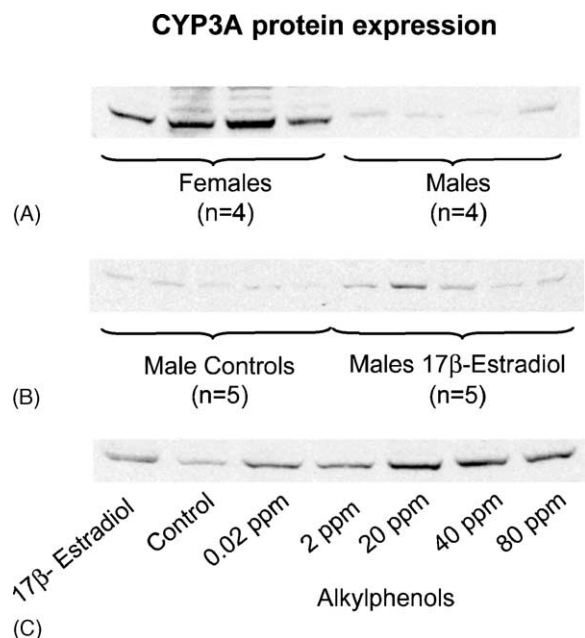 CYP3A protein expression
Females Males
(n=4) (n=4)
(A)
Male Controls Males 17β-Estradiol
(n=5) (n=5)
(B)
17β- Estradiol Control 0.02 ppm 2 ppm 20 ppm 40 ppm 80 ppm
Alkylphenols
(C)